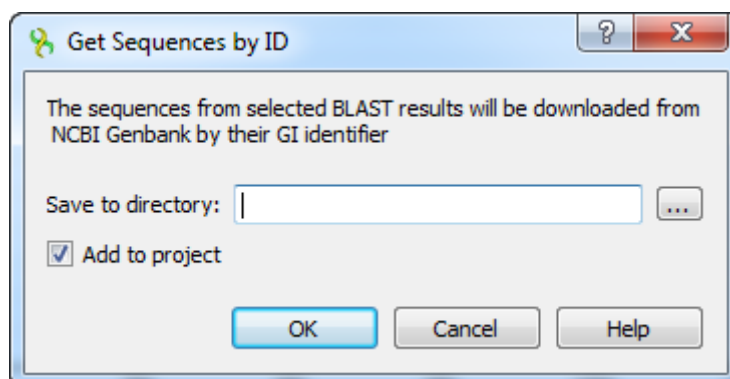 Get Sequences by ID
?
The sequences from selected BLAST results will be downloaded from
NCBI Genbank by their GI identifier
Save to directory:
...
Add to project
OK Cancel Help